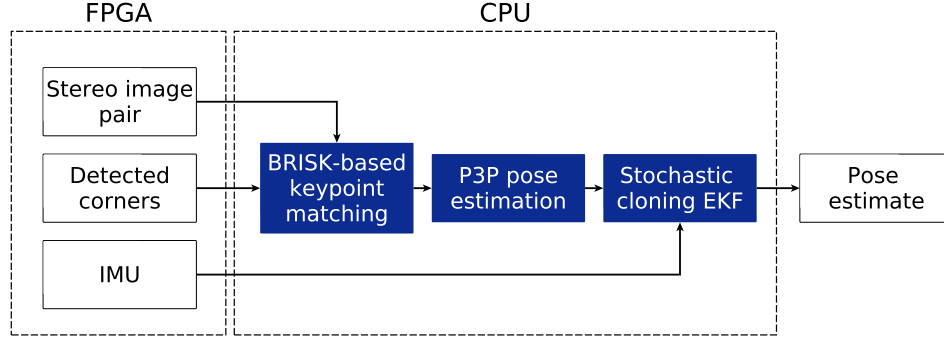 FPGA
CPU
Stereo image
pair
Detected
corners
IMU
BRISK-based
keypoint
matching
P3P pose
estimation
Stochastic
cloning EKF
Pose
estimate